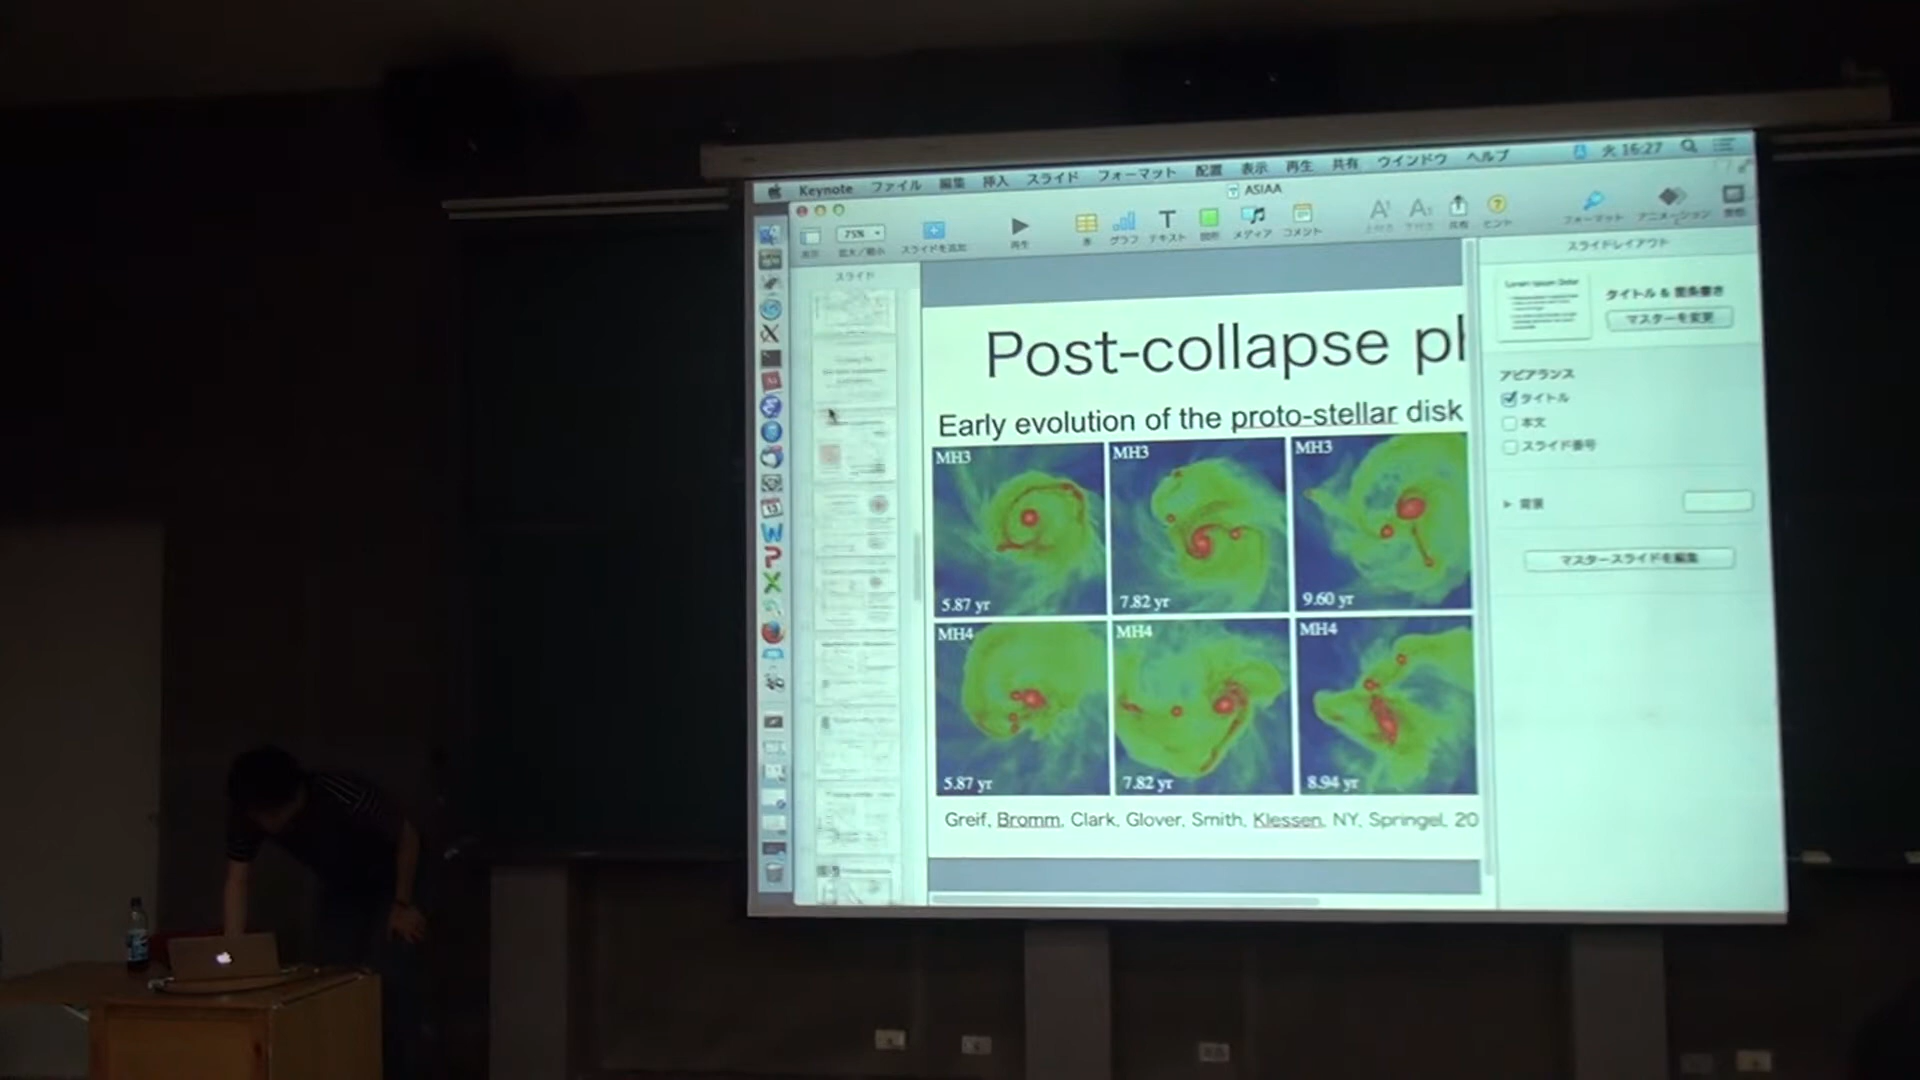 Keynote ファイル 編集 挿入 スライド フォーマット 配置 表示 再生 共有 ウインドウ ヘルプ 火 16:27
ASIAA
75%
表示 拡大/縮小 スライドを追加 再生 表 グラフ テキスト 図形 メディア コメント 共有 ヒント フォーマット アニメーション
スライド
スライドレイアウト
Lorem Ipsum Dolor
タイトル & 箇条書き
マスターを変更
アピアランス
タイトル
本文
スライド番号
背景
マスタースライドを編集
Post-collapse ph
Early evolution of the proto-stellar disk
MH3 MH3 MH3
5.87 yr 7.82 yr 9.60 yr
MH4 MH4 MH4
5.87 yr 7.82 yr 8.94 yr
Greif, Bromm, Clark, Glover, Smith, Klessen, NY, Springel, 20